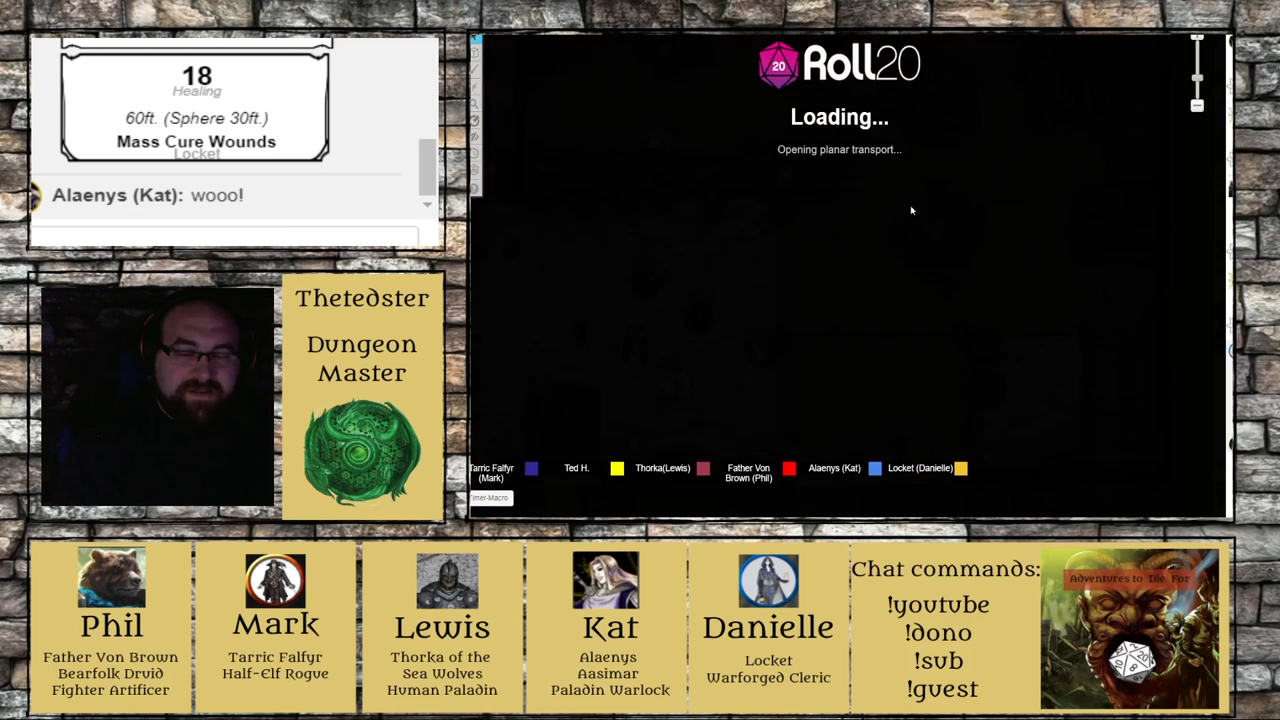 18
Healing
60ft. (Sphere 30ft.)
Mass Cure Wounds
Locket
Alaenys (Kat): wooo!
20 Roll20
Loading...
Opening planar transport...
Tarric Falfyr (Mark)
Ted H.
Thorka(Lewis)
Father Von Brown (Phil)
Alaenys (Kat)
Locket (Danielle)
Timer-Macro
Thetedster
Dungeon
Master
Phil
Father Von Brown
Bearfolk Druid
Fighter Artificer
Mark
Tarric Falfyr
Half-Elf Rogue
Lewis
Thorka of the
Sea Wolves
Human Paladin
Kat
Alaenys
Aasimar
Paladin Warlock
Danielle
Locket
Warforged Cleric
Chat commands:
!youtube
!dono
!sub
!guest
Adventures to Die For